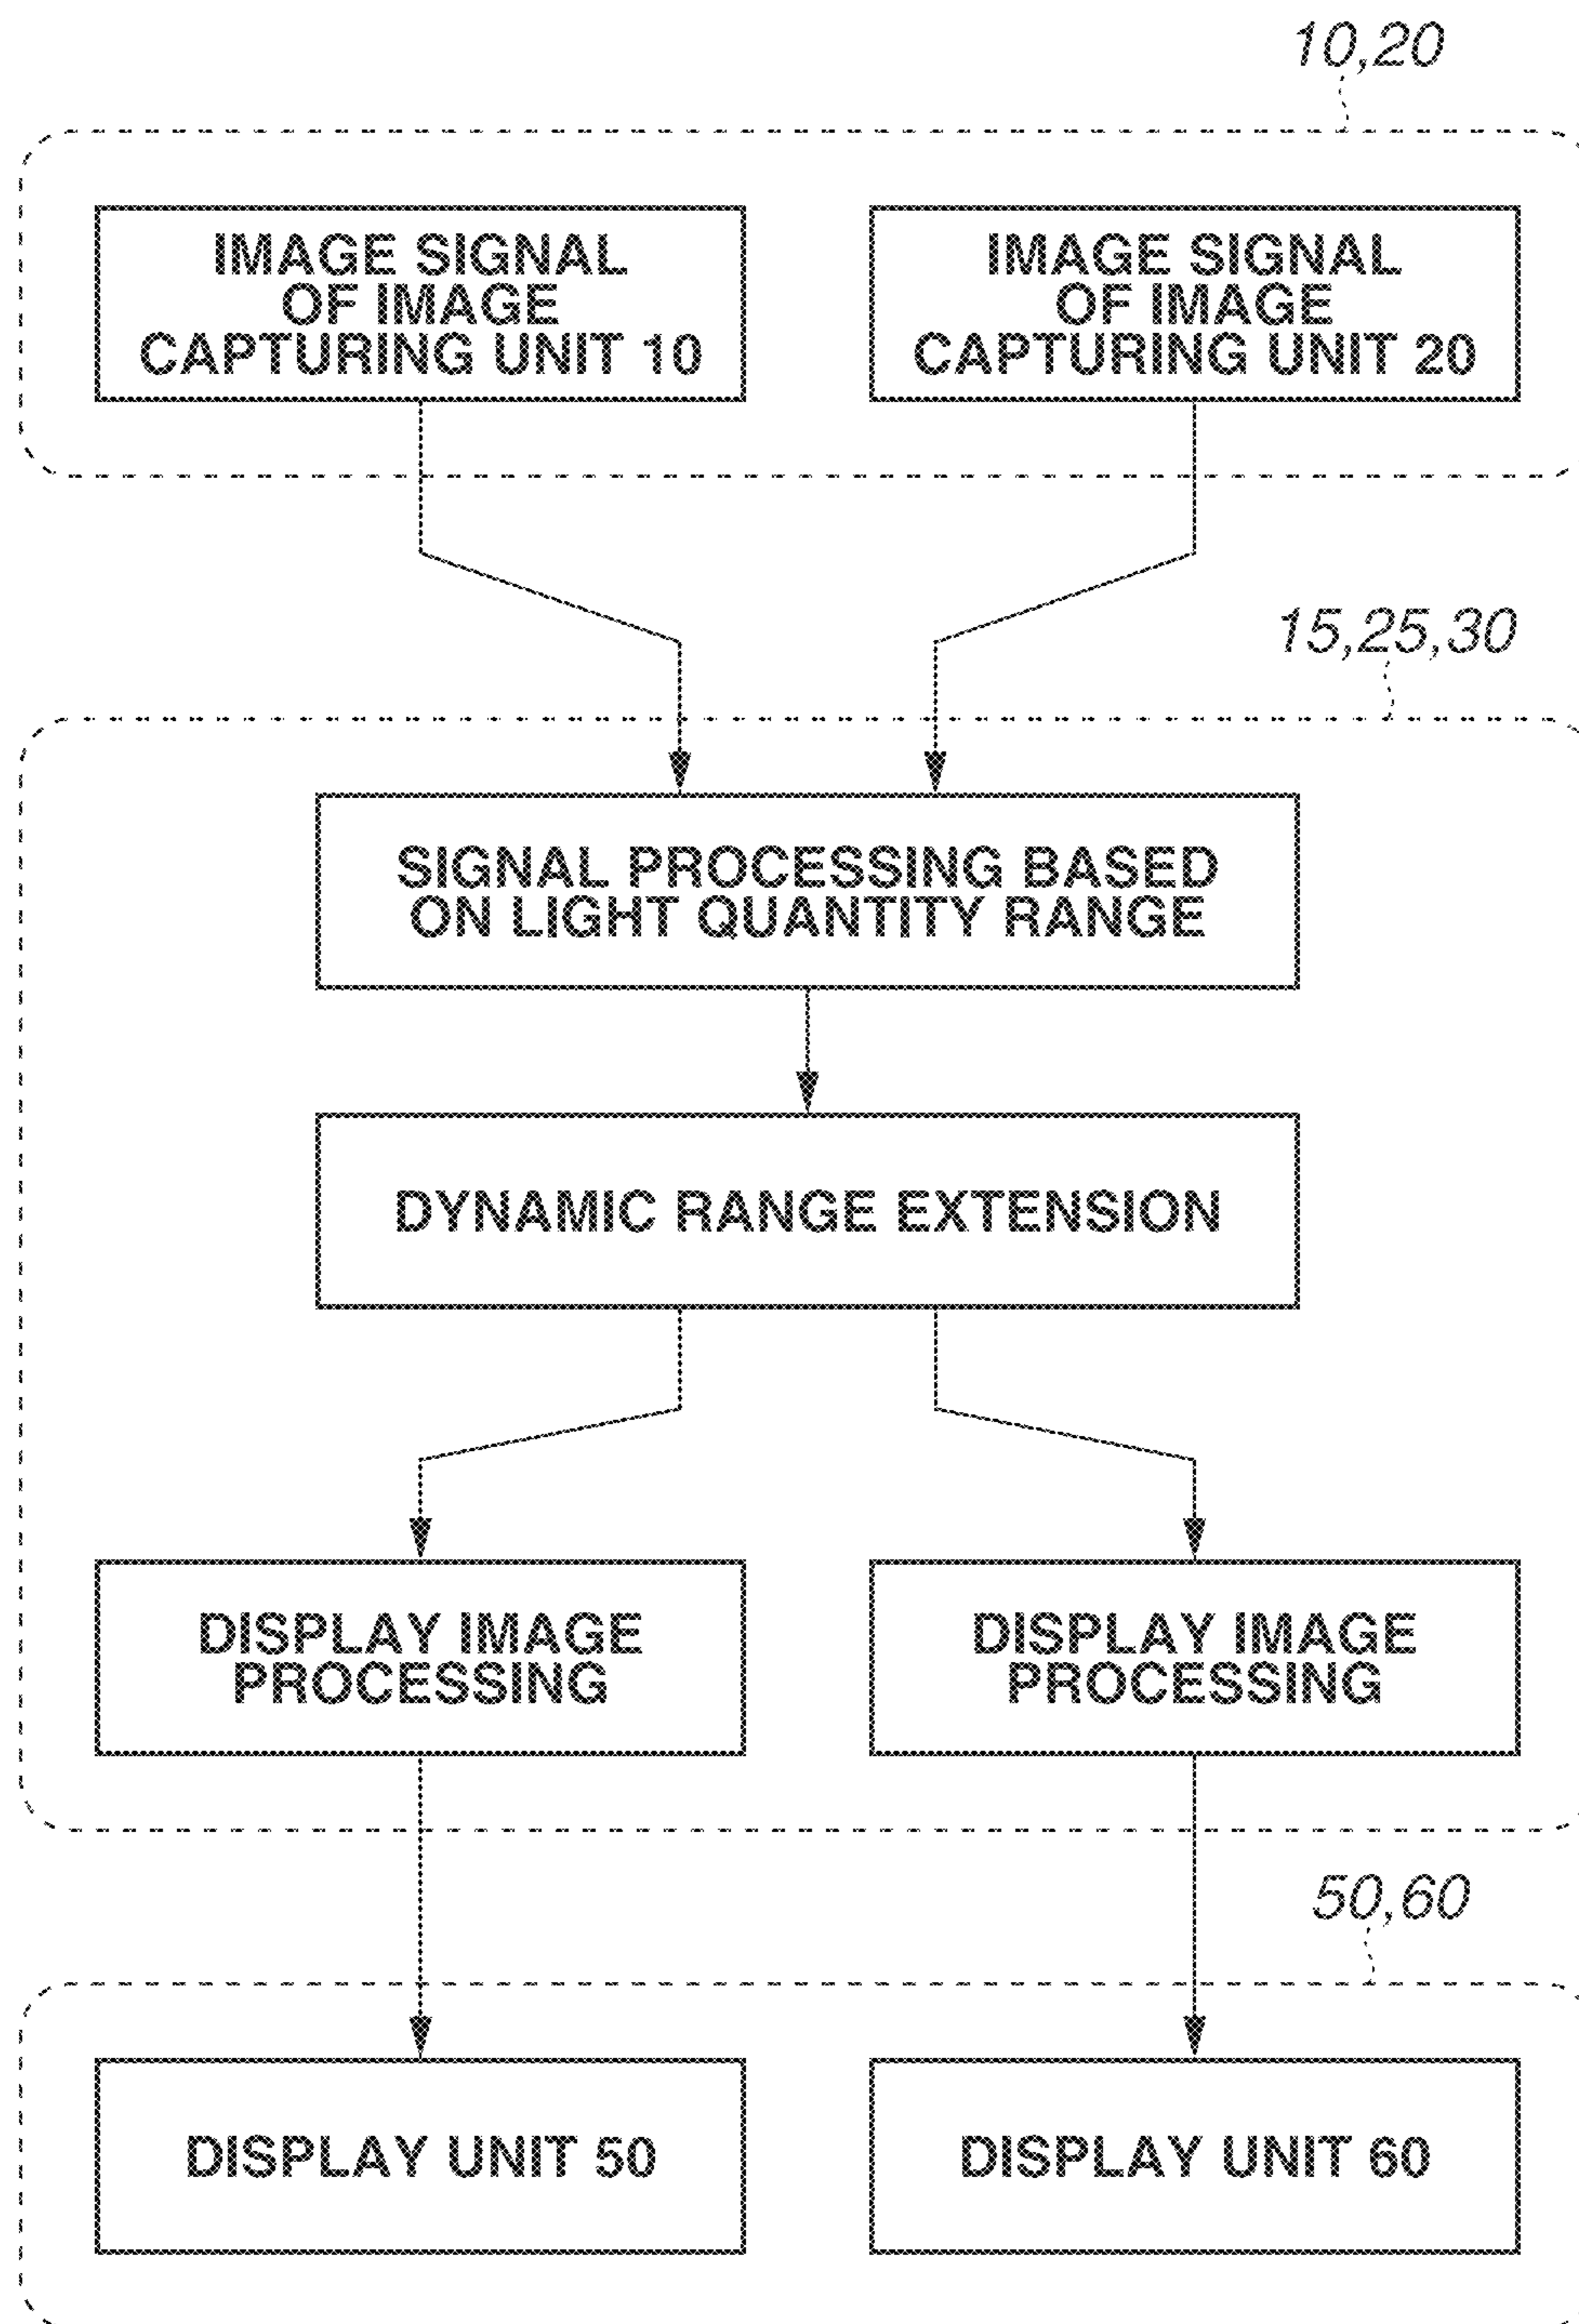 10,20
IMAGE SIGNAL
OF IMAGE
CAPTURING UNIT 10
IMAGE SIGNAL
OF IMAGE
CAPTURING UNIT 20
15,25,30
SIGNAL PROCESSING BASED
ON LIGHT QUANTITY RANGE
DYNAMIC RANGE EXTENSION
DISPLAY IMAGE
PROCESSING
DISPLAY IMAGE
PROCESSING
50,60
DISPLAY UNIT 50
DISPLAY UNIT 60